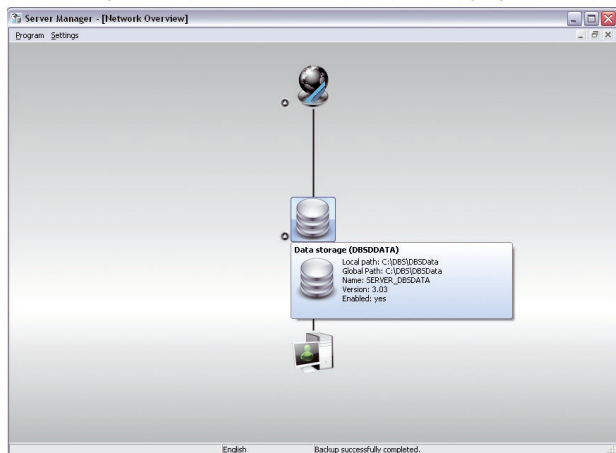 Server Manager - [Network Overview]
Program Settings
Data storage (DBSDDATA)
Local path: C:\DBS\DBSData
Global Path: C:\DBS\DBSData
Name: SERVER_DBSDATA
Version: 3.03
Enabled: yes
English Backup successfully completed.